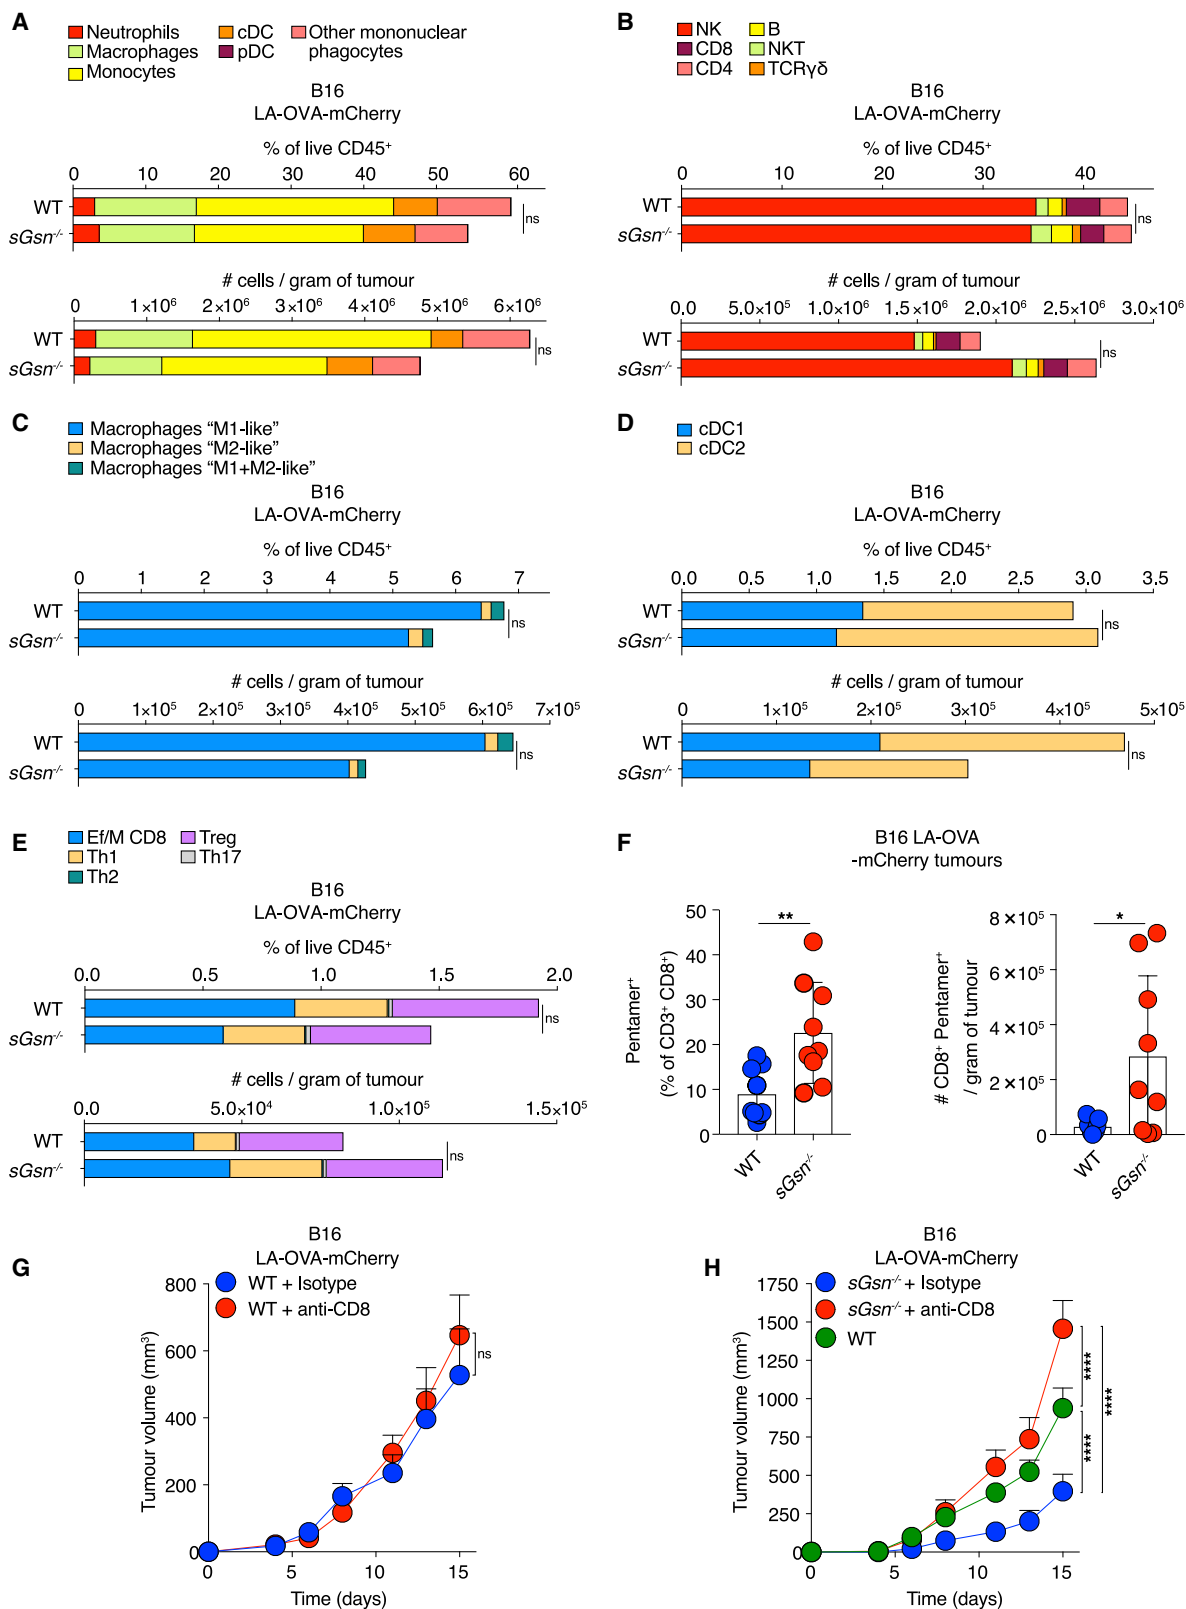 A
Neutrophils
cDC
Other mononuclear
Macrophages
pDC
phagocytes
Monocytes
B16
LA-OVA-mCherry
% of live CD45⁺
0 10 20 30 40 50 60
WT
sGsn⁻/⁻
ns
# cells / gram of tumour
0 1×10⁶ 2×10⁶ 3×10⁶ 4×10⁶ 5×10⁶ 6×10⁶
WT
sGsn⁻/⁻
ns
B
NK
B
CD8
NKT
CD4
TCRγδ
B16
LA-OVA-mCherry
% of live CD45⁺
0 10 20 30 40
WT
sGsn⁻/⁻
ns
# cells / gram of tumour
0.0 5.0×10⁵ 1.0×10⁶ 1.5×10⁶ 2.0×10⁶ 2.5×10⁶ 3.0×10⁶
WT
sGsn⁻/⁻
ns
C
Macrophages “M1-like”
Macrophages “M2-like”
Macrophages “M1+M2-like”
B16
LA-OVA-mCherry
% of live CD45⁺
0 1 2 3 4 5 6 7
WT
sGsn⁻/⁻
ns
# cells / gram of tumour
0 1×10⁵ 2×10⁵ 3×10⁵ 4×10⁵ 5×10⁵ 6×10⁵ 7×10⁵
WT
sGsn⁻/⁻
ns
D
cDC1
cDC2
B16
LA-OVA-mCherry
% of live CD45⁺
0.0 0.5 1.0 1.5 2.0 2.5 3.0 3.5
WT
sGsn⁻/⁻
ns
# cells / gram of tumour
0 1×10⁵ 2×10⁵ 3×10⁵ 4×10⁵ 5×10⁵
WT
sGsn⁻/⁻
ns
E
Ef/M CD8
Treg
Th1
Th17
Th2
B16
LA-OVA-mCherry
% of live CD45⁺
0.0 0.5 1.0 1.5 2.0
WT
sGsn⁻/⁻
ns
# cells / gram of tumour
0.0 5.0×10⁴ 1.0×10⁵ 1.5×10⁵
WT
sGsn⁻/⁻
ns
F
B16 LA-OVA
-mCherry tumours
Pentamer⁺
(% of CD3⁺ CD8⁺)
50
40
30
20
10
0
**
WT
sGsn⁻/⁻
# CD8⁺ Pentamer⁺
/ gram of tumour
8×10⁵
6×10⁵
4×10⁵
2×10⁵
0
*
WT
sGsn⁻/⁻
G
B16
LA-OVA-mCherry
WT + Isotype
WT + anti-CD8
Tumour volume (mm³)
800
600
400
200
0
ns
0 5 10 15
Time (days)
H
B16
LA-OVA-mCherry
sGsn⁻/⁻ + Isotype
sGsn⁻/⁻ + anti-CD8
WT
Tumour volume (mm³)
1750
1500
1250
1000
750
500
250
0
****
****
****
0 5 10 15
Time (days)